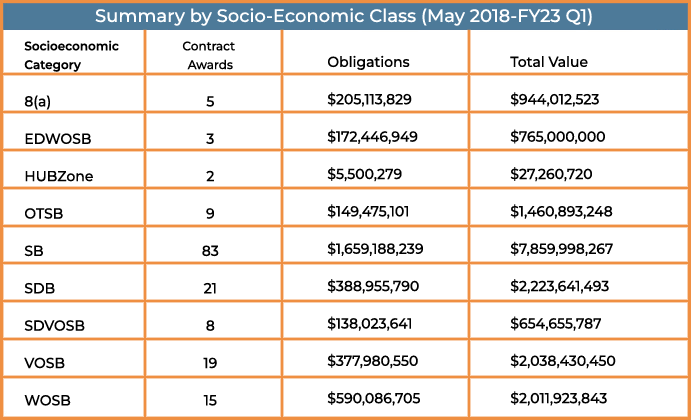 Summary by Socio-Economic Class (May 2018-FY23 Q1)
Socioeconomic Category Contract Awards Obligations Total Value
8(a) 5 $205,113,829 $944,012,523
EDWOSB 3 $172,446,949 $765,000,000
HUBZone 2 $5,500,279 $27,260,720
OTSB 9 $149,475,101 $1,460,893,248
SB 83 $1,659,188,239 $7,859,998,267
SDB 21 $388,955,790 $2,223,641,493
SDVOSB 8 $138,023,641 $654,655,787
VOSB 19 $377,980,550 $2,038,430,450
WOSB 15 $590,086,705 $2,011,923,843